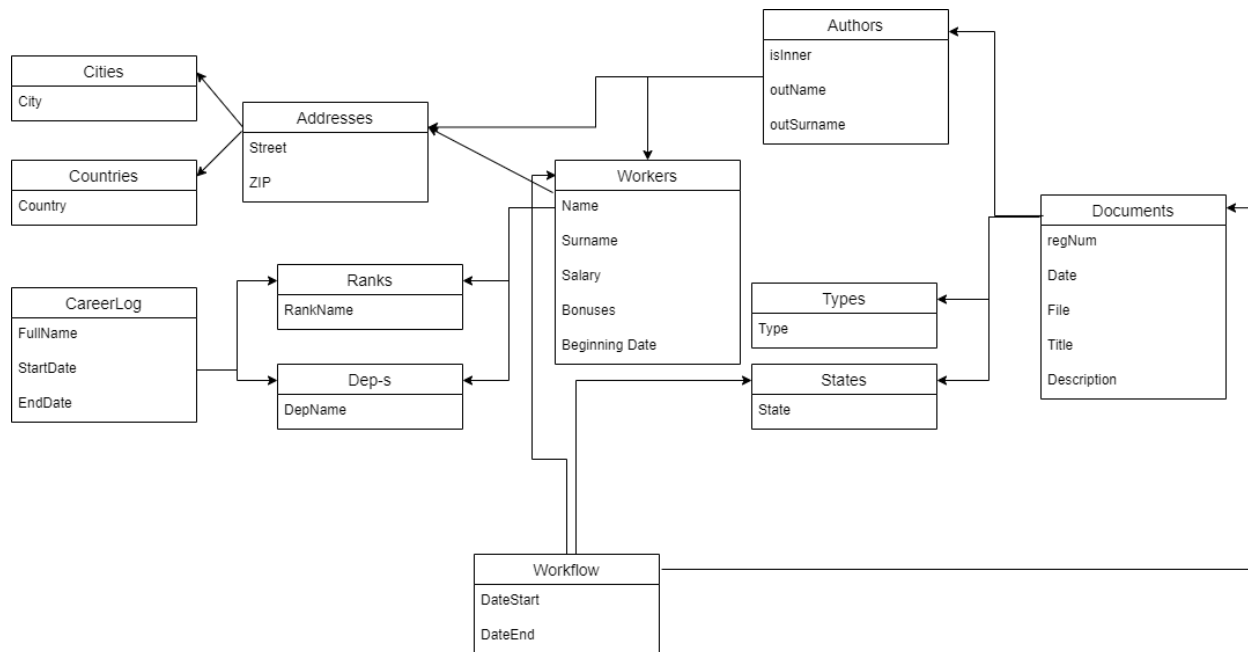 Authors
isInner
outName
outSurname
Cities
City
Addresses
Street
ZIP
Countries
Country
Workers
Name
Surname
Salary
Bonuses
Beginning Date
Documents
regNum
Date
File
Title
Description
Ranks
RankName
CareerLog
FullName
StartDate
EndDate
Types
Type
Dep-s
DepName
States
State
Workflow
DateStart
DateEnd